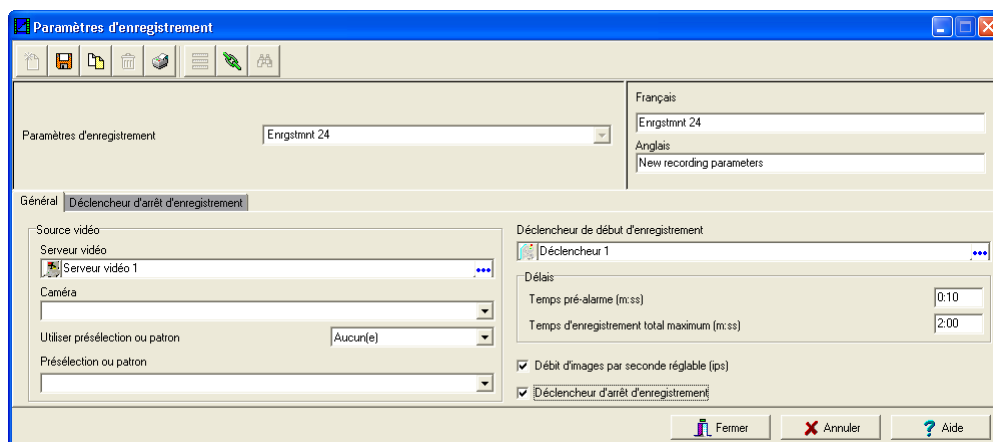 Paramètres d'enregistrement
Français
Enrgstmnt 24
Paramètres d'enregistrement
Enrgstmnt 24
Anglais
New recording parameters
Général
Déclencheur d'arrêt d'enregistrement
Source vidéo
Serveur vidéo
Serveur vidéo 1
Caméra
Utiliser présélection ou patron
Aucun(e)
Présélection ou patron
Déclencheur de début d'enregistrement
Déclencheur 1
Délais
Temps pré-alarme (m:ss)
0:10
Temps d'enregistrement total maximum (m:ss)
2:00
Débit d'images par seconde réglable (ips)
Déclencheur d'arrêt d'enregistrement
Fermer
Annuler
? Aide